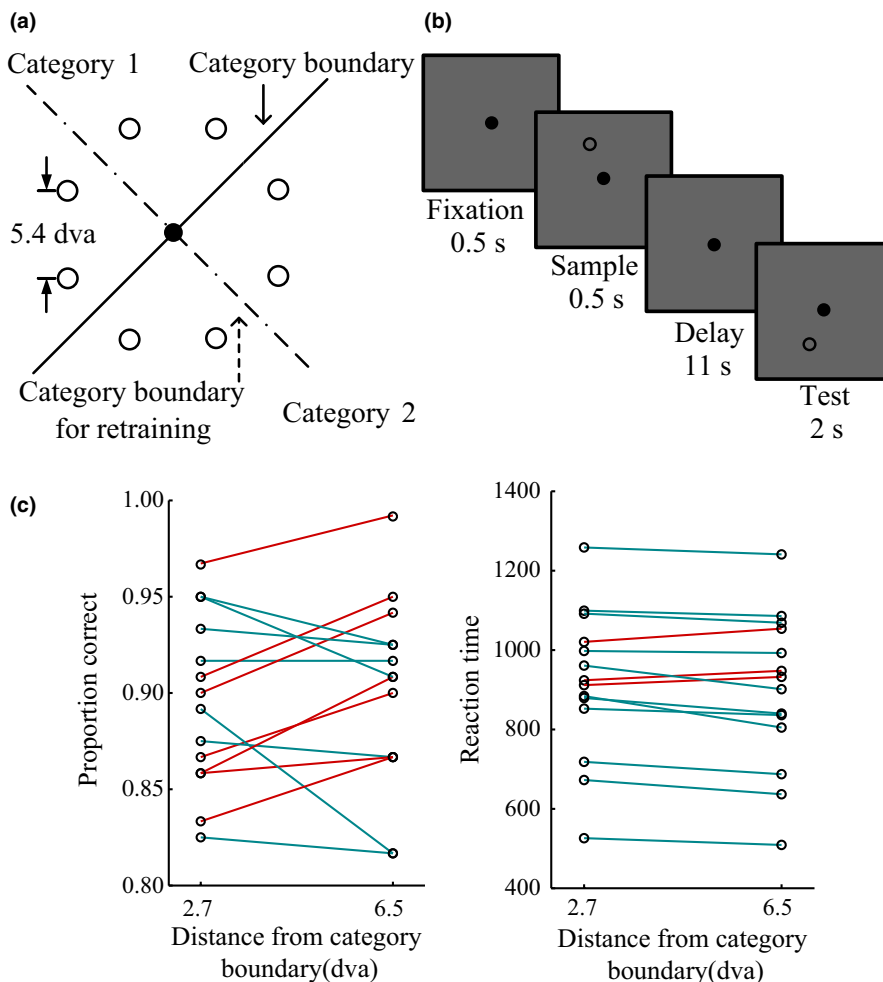 (a)
Category 1
Category boundary
5.4 dva
Category boundary
for retraining
Category 2
(b)
Fixation
0.5 s
Sample
0.5 s
Delay
11 s
Test
2 s
(c)
Proportion correct
1.00
0.95
0.90
0.85
0.80
2.7
6.5
Distance from category
boundary(dva)
Reaction time
1400
1200
1000
800
600
400
2.7
6.5
Distance from category
boundary(dva)